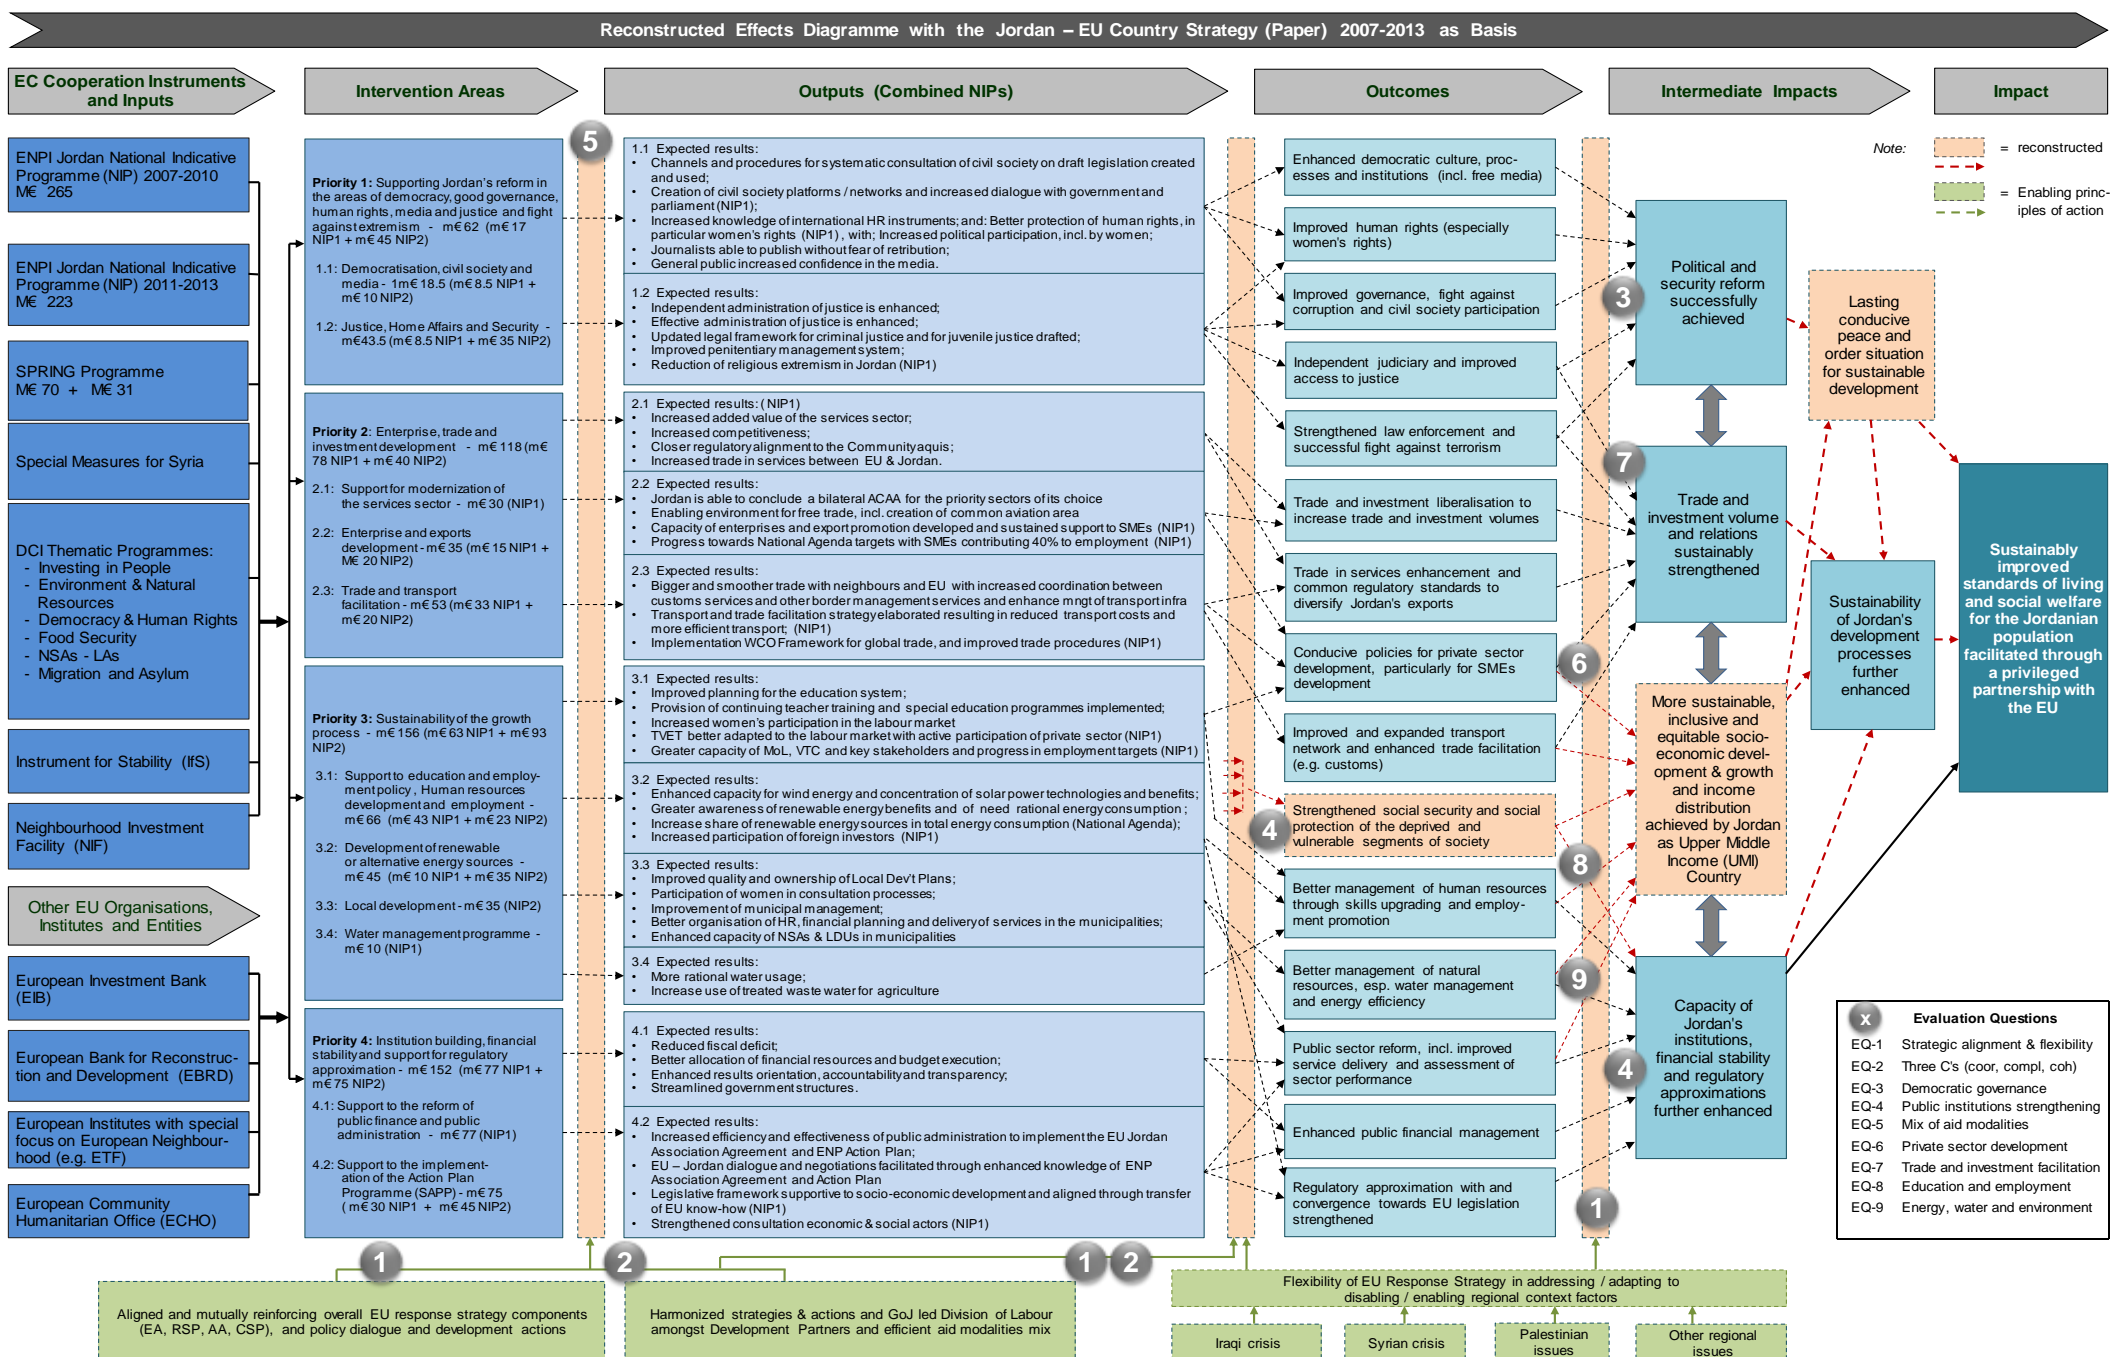 Reconstructed Effects Diagramme with the Jordan – EU Country Strategy (Paper) 2007-2013 as Basis
EC Cooperation Instruments
and Inputs
Intervention Areas
Outputs (Combined NIPs)
Outcomes
Intermediate Impacts
Impact
ENPI Jordan National Indicative
Programme (NIP) 2007-2010
M€ 265
ENPI Jordan National Indicative
Programme (NIP) 2011-2013
M€ 223
SPRING Programme
M€ 70 + M€ 31
Special Measures for Syria
DCI Thematic Programmes:
- Investing in People
- Environment & Natural
Resources
- Democracy & Human Rights
- Food Security
- NSAs - LAs
- Migration and Asylum
Instrument for Stability (IfS)
Neighbourhood Investment
Facility (NIF)
Other EU Organisations,
Institutes and Entities
European Investment Bank
(EIB)
European Bank for Reconstruc-
tion and Development (EBRD)
European Institutes with special
focus on European Neighbour-
hood (e.g. ETF)
European Community
Humanitarian Office (ECHO)
Priority 1: Supporting Jordan's reform in
the areas of democracy, good governance,
human rights, media and justice and fight
against extremism - m€ 62 (m€ 17
NIP1 + m€ 45 NIP2)
1.1: Democratisation, civil society and
media - 1m€ 18.5 (m€ 8.5 NIP1 +
m€ 10 NIP2)
1.2: Justice, Home Affairs and Security -
m€43.5 (m€ 8.5 NIP1 + m€ 35 NIP2)
Priority 2: Enterprise, trade and
investment development - m€ 118 (m€
78 NIP1 + m€ 40 NIP2)
2.1: Support for modernization of
the services sector - m€ 30 (NIP1)
2.2: Enterprise and exports
development - m€ 35 (m€ 15 NIP1 +
M€ 20 NIP2)
2.3: Trade and transport
facilitation - m€ 53 (m€ 33 NIP1 +
m€ 20 NIP2)
Priority 3: Sustainability of the growth
process - m€ 156 (m€ 63 NIP1 + m€ 93
NIP2)
3.1: Support to education and employ-
ment policy, Human resources
development and employment -
m€ 66 (m€ 43 NIP1 + m€ 23 NIP2)
3.2: Development of renewable
or alternative energy sources -
m€ 45 (m€ 10 NIP1 + m€ 35 NIP2)
3.3: Local development - m€ 35 (NIP2)
3.4: Water management programme -
m€ 10 (NIP1)
Priority 4: Institution building, financial
stability and support for regulatory
approximation - m€ 152 (m€ 77 NIP1 +
m€ 75 NIP2)
4.1: Support to the reform of
public finance and public
administration - m€ 77 (NIP1)
4.2: Support to the implement-
ation of the Action Plan
Programme (SAPP) - m€ 75
( m€ 30 NIP1 + m€ 45 NIP2)
5
1.1 Expected results:
• Channels and procedures for systematic consultation of civil society on draft legislation created
and used;
• Creation of civil society platforms / networks and increased dialogue with government and
parliament (NIP1);
• Increased knowledge of international HR instruments; and: Better protection of human rights, in
particular women's rights (NIP1) , with; Increased political participation, incl. by women;
• Journalists able to publish without fear of retribution;
• General public increased confidence in the media.
1.2 Expected results:
• Independent administration of justice is enhanced;
• Effective administration of justice is enhanced;
• Updated legal framework for criminal justice and for juvenile justice drafted;
• Improved penitentiary management system;
• Reduction of religious extremism in Jordan (NIP1)
2.1 Expected results: ( NIP1)
• Increased added value of the services sector;
• Increased competitiveness;
• Closer regulatory alignment to the Community aquis;
• Increased trade in services between EU & Jordan.
2.2 Expected results:
• Jordan is able to conclude a bilateral ACAA for the priority sectors of its choice
• Enabling environment for free trade, incl. creation of common aviation area
• Capacity of enterprises and export promotion developed and sustained support to SMEs (NIP1)
• Progress towards National Agenda targets with SMEs contributing 40% to employment (NIP1)
2.3 Expected results:
• Bigger and smoother trade with neighbours and EU with increased coordination between
customs services and other border management services and enhance mngt of transport infra
• Transport and trade facilitation strategy elaborated resulting in reduced transport costs and
more efficient transport; (NIP1)
• Implementation WCO Framework for global trade, and improved trade procedures (NIP1)
3.1 Expected results:
• Improved planning for the education system;
• Provision of continuing teacher training and special education programmes implemented;
• Increased women's participation in the labour market
• TVET better adapted to the labour market with active participation of private sector (NIP1)
• Greater capacity of MoL, VTC and key stakeholders and progress in employment targets (NIP1)
3.2 Expected results:
• Enhanced capacity for wind energy and concentration of solar power technologies and benefits;
• Greater awareness of renewable energy benefits and of need rational energy consumption ;
• Increase share of renewable energy sources in total energy consumption (National Agenda);
• Increased participation of foreign investors (NIP1)
3.3 Expected results:
• Improved quality and ownership of Local Dev't Plans;
• Participation of women in consultation processes;
• Improvement of municipal management;
• Better organisation of HR, financial planning and delivery of services in the municipalities;
• Enhanced capacity of NSAs & LDUs in municipalities
3.4 Expected results:
• More rational water usage;
• Increase use of treated waste water for agriculture
4.1 Expected results:
• Reduced fiscal deficit;
• Better allocation of financial resources and budget execution;
• Enhanced results orientation, accountability and transparency;
• Streamlined government structures.
4.2 Expected results:
• Increased efficiency and effectiveness of public administration to implement the EU Jordan
Association Agreement and ENP Action Plan;
• EU – Jordan dialogue and negotiations facilitated through enhanced knowledge of ENP
Association Agreement and Action Plan
• Legislative framework supportive to socio-economic development and aligned through transfer
of EU know-how (NIP1)
• Strengthened consultation economic & social actors (NIP1)
Enhanced democratic culture, proc-
esses and institutions (incl. free media)
Improved human rights (especially
women's rights)
Improved governance, fight against
corruption and civil society participation
Independent judiciary and improved
access to justice
Strengthened law enforcement and
successful fight against terrorism
Trade and investment liberalisation to
increase trade and investment volumes
Trade in services enhancement and
common regulatory standards to
diversify Jordan's exports
Conducive policies for private sector
development, particularly for SMEs
development
Improved and expanded transport
network and enhanced trade facilitation
(e.g. customs)
4
Strengthened social security and social
protection of the deprived and
vulnerable segments of society
Better management of human resources
through skills upgrading and employ-
ment promotion
Better management of natural
resources, esp. water management
and energy efficiency
Public sector reform, incl. improved
service delivery and assessment of
sector performance
Enhanced public financial management
Regulatory approximation with and
convergence towards EU legislation
strengthened
3
7
6
8
9
4
1
Political and
security reform
successfully
achieved
Trade and
investment volume
and relations
sustainably
strengthened
More sustainable,
inclusive and
equitable socio-
economic devel-
opment & growth
and income
distribution
achieved by Jordan
as Upper Middle
Income (UMI)
Country
Capacity of
Jordan's
institutions,
financial stability
and regulatory
approximations
further enhanced
Lasting
conducive
peace and
order situation
for sustainable
development
Sustainability
of Jordan's
development
processes
further
enhanced
Note:
= reconstructed
= Enabling princ-
iples of action
Sustainably
improved
standards of living
and social welfare
for the Jordanian
population
facilitated through
a privileged
partnership with
the EU
x Evaluation Questions
EQ-1 Strategic alignment & flexibility
EQ-2 Three C's (coor, compl, coh)
EQ-3 Democratic governance
EQ-4 Public institutions strengthening
EQ-5 Mix of aid modalities
EQ-6 Private sector development
EQ-7 Trade and investment facilitation
EQ-8 Education and employment
EQ-9 Energy, water and environment
1
2
1
2
Aligned and mutually reinforcing overall EU response strategy components
(EA, RSP, AA, CSP), and policy dialogue and development actions
Harmonized strategies & actions and GoJ led Division of Labour
amongst Development Partners and efficient aid modalities mix
Flexibility of EU Response Strategy in addressing / adapting to
disabling / enabling regional context factors
Iraqi crisis
Syrian crisis
Palestinian
issues
Other regional
issues